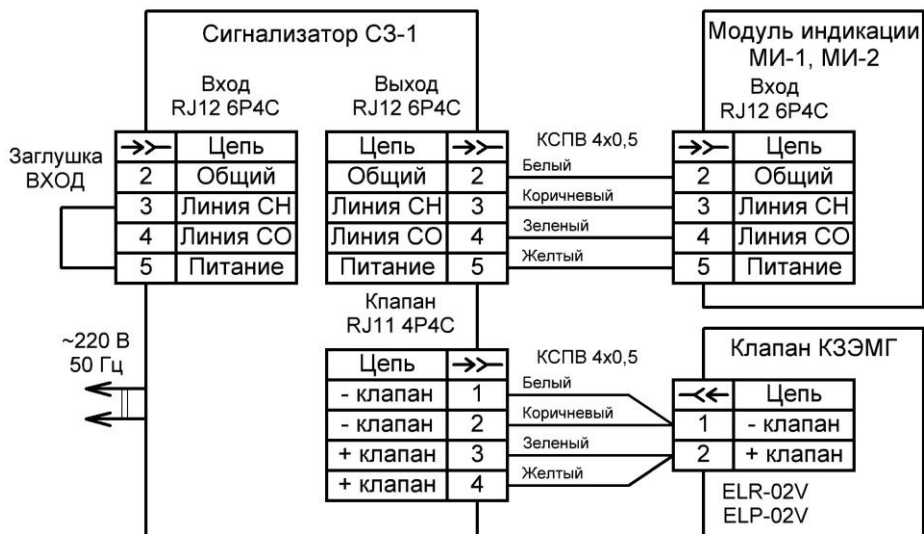 Сигнализатор СЗ-1
Вход
RJ12 6P4C
Заглушка
ВХОД
Цепь
2 Общий
3 Линия СН
4 Линия СО
5 Питание
~220 В
50 Гц
Выход
RJ12 6P4C
Цепь
Общий 2
Линия СН 3
Линия СО 4
Питание 5
КСПВ 4х0,5
Белый
Коричневый
Зеленый
Желтый
Модуль индикации
МИ-1, МИ-2
Вход
RJ12 6P4C
Цепь
2 Общий
3 Линия СН
4 Линия СО
5 Питание
Кпапан
RJ11 4P4C
Цепь
- клапан 1
- клапан 2
+ клапан 3
+ клапан 4
КСПВ 4х0,5
Белый
Коричневый
Зеленый
Желтый
Клапан КЗЭМГ
Цепь
1 - клапан
2 + клапан
ELR-02V
ELP-02V